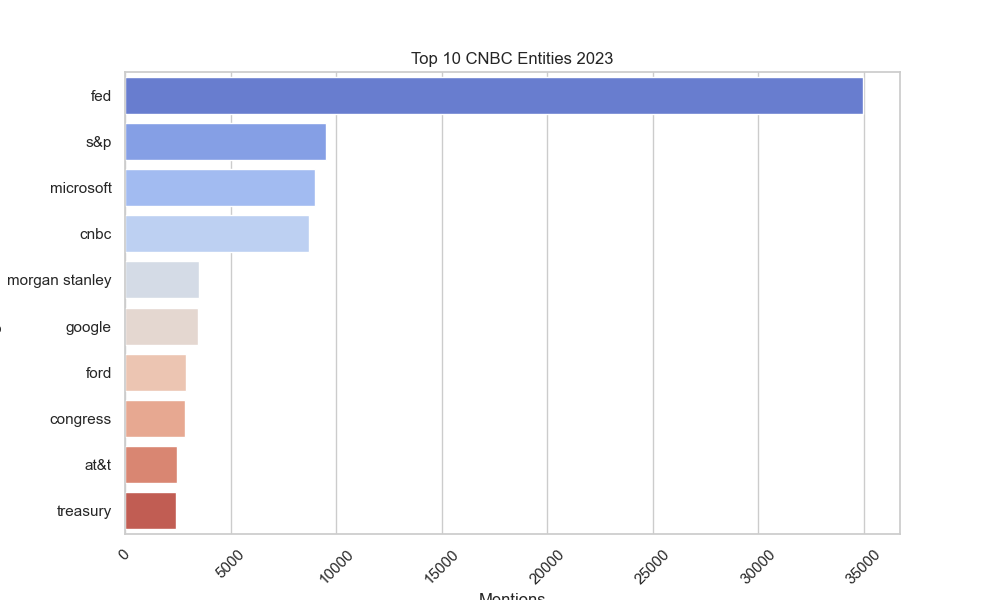 Top 10 CNBC Entities 2023
fed
s&p
microsoft
cnbc
morgan stanley
google
ford
congress
at&t
treasury
0
5000
10000
15000
20000
25000
30000
35000
Mentions